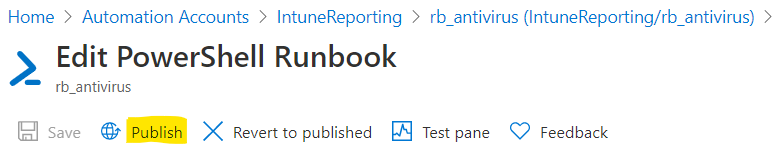 Home > Automation Accounts > IntuneReporting > rb_antivirus (IntuneReporting/rb_antivirus) >
Edit PowerShell Runbook
rb_antivirus
Save Publish Revert to published Test pane Feedback